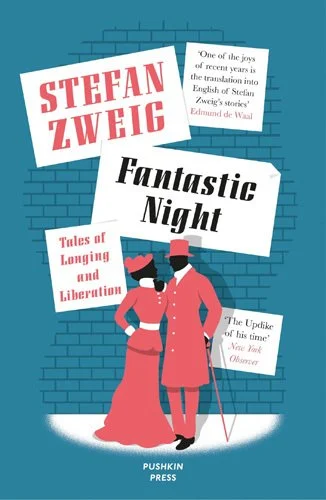 STEFAN
ZWEIG
'One of the joys
of recent years is
the translation into
English of Stefan
Zweig's stories'
Edmund de Waal
Fantastic
Night
Tales of
Longing
and
Liberation
'The Updike
of his time'
New York
Observer
PUSHKIN
PRESS